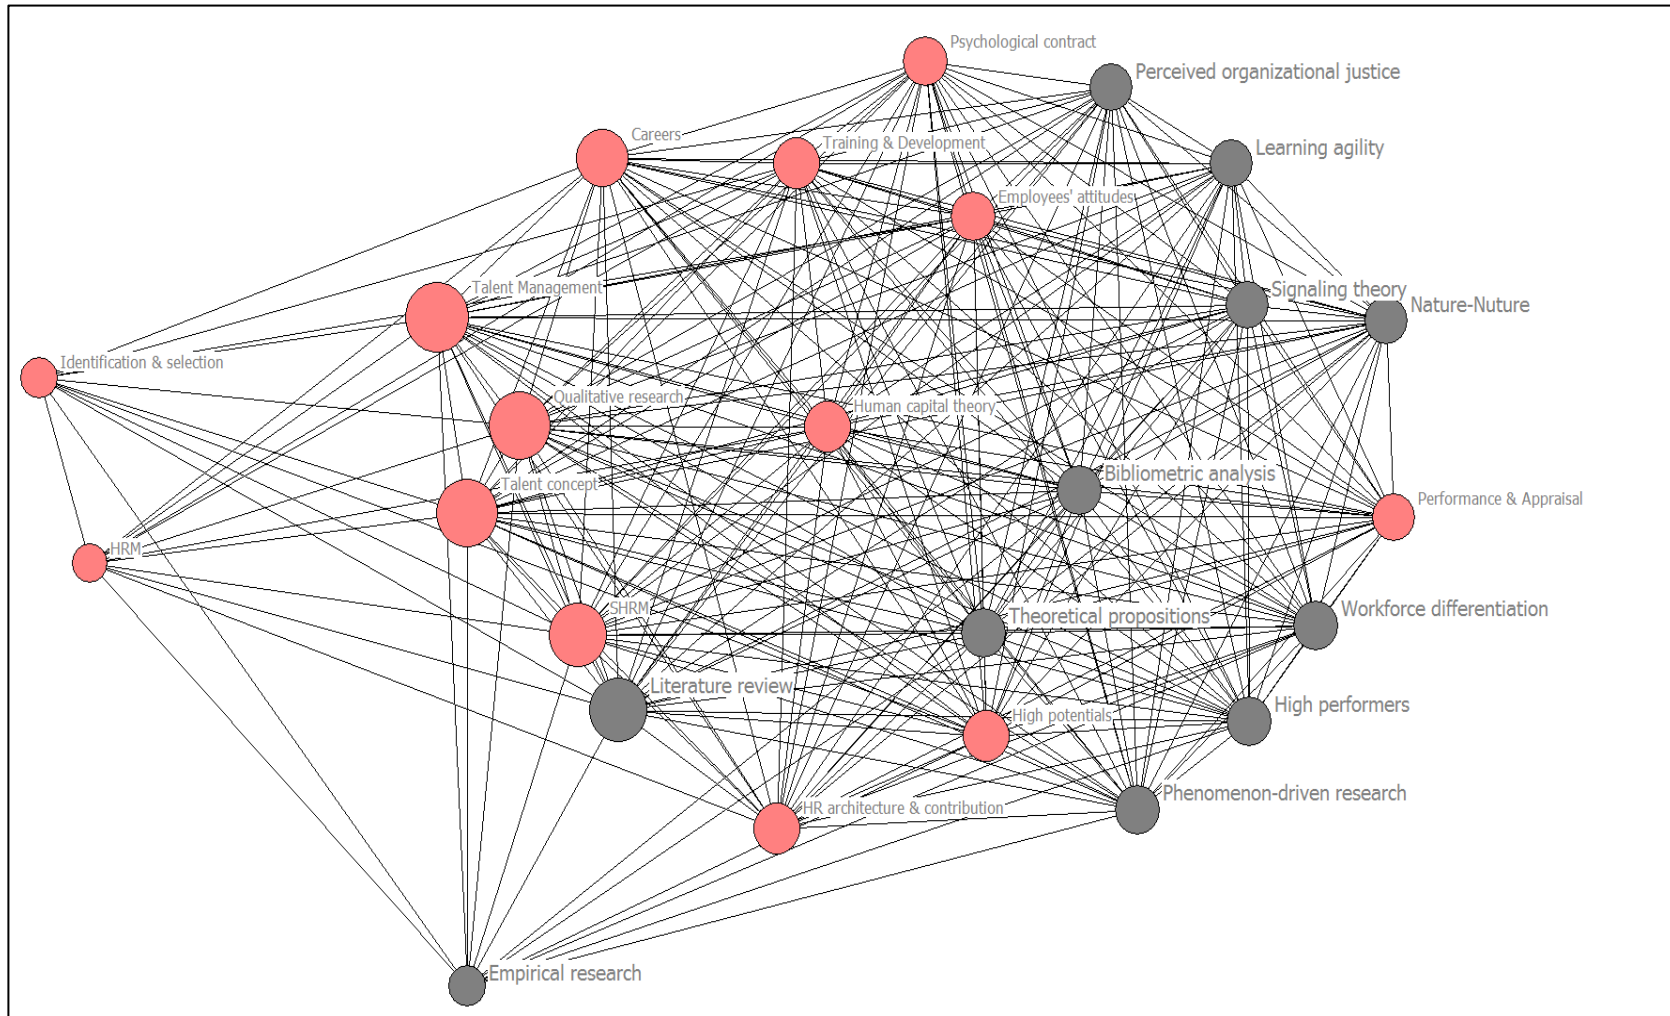 Psychological contract
Perceived organizational justice
Careers
Training & Development
Learning agility
Employees' attitudes
Talent Management
Signaling theory
Nature-Nuture
Identification & selection
Qualitative research
Human capital theory
Bibliometric analysis
Talent concept
Performance & Appraisal
HRM
SHRM
Theoretical propositions
Workforce differentiation
Literature review
High potentials
High performers
Phenomenon-driven research
HR architecture & contribution
Empirical research